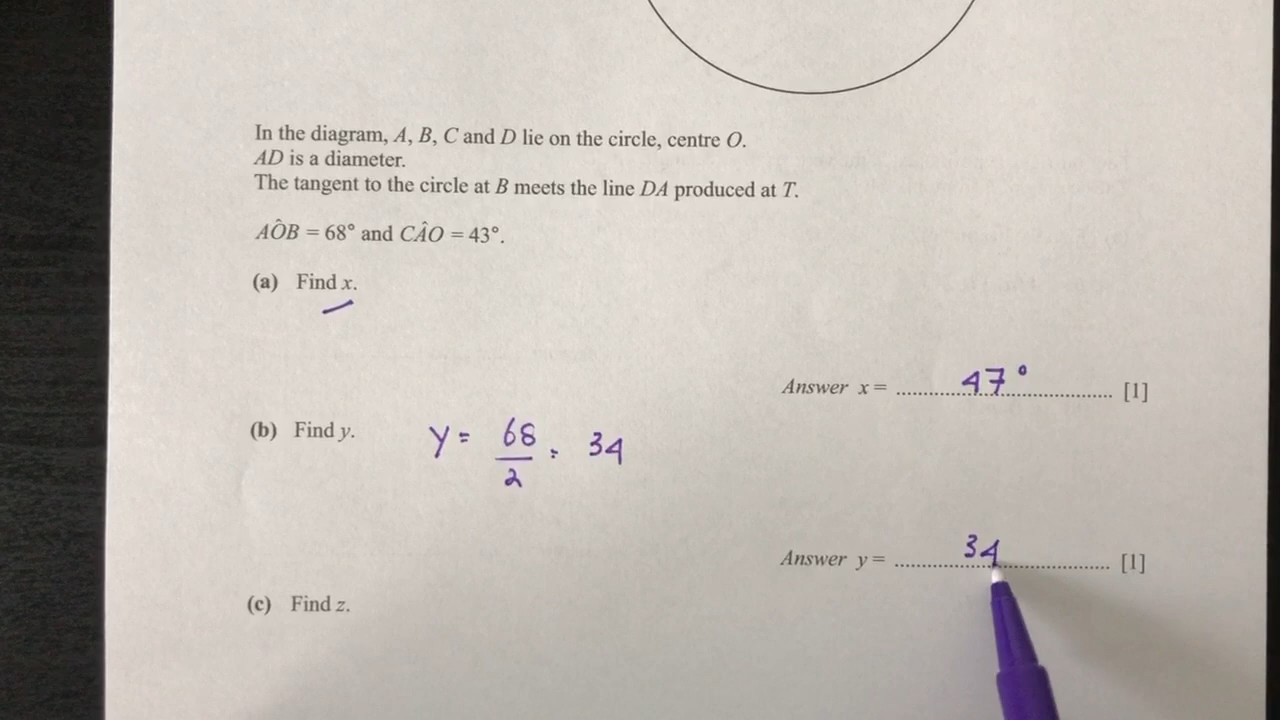 In the diagram, A, B, C and D lie on the circle, centre O.
AD is a diameter.
The tangent to the circle at B meets the line DA produced at T.
AÔB = 68° and CÂO = 43°.
(a) Find x.
Answer x = 47° [1]
(b) Find y. y = 68/2 = 34
Answer y = 34 [1]
(c) Find z.